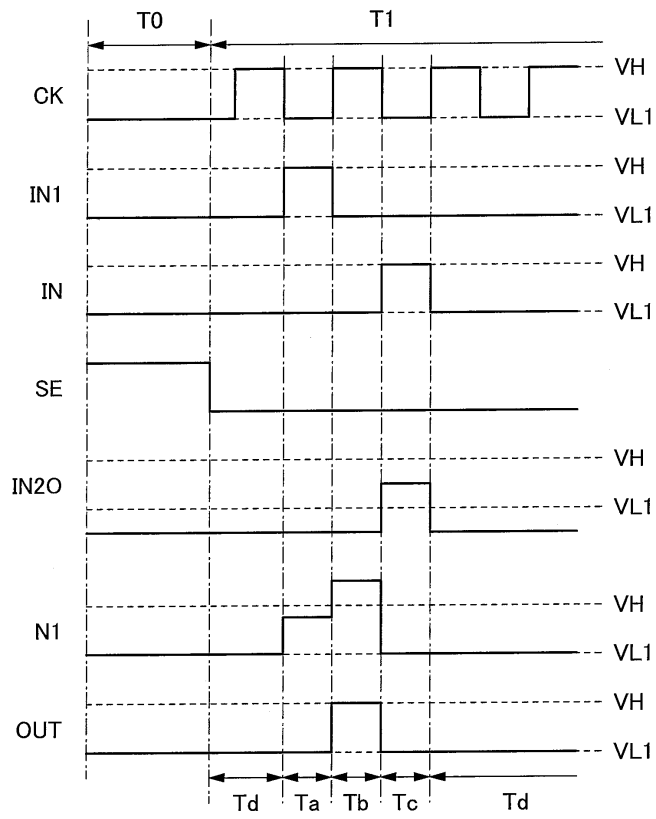 T0 T1
CK VH
VL1
IN1 VH
VL1
IN VH
VL1
SE
IN2O VH
VL1
N1 VH
VL1
OUT VH
VL1
Td Ta Tb Tc Td